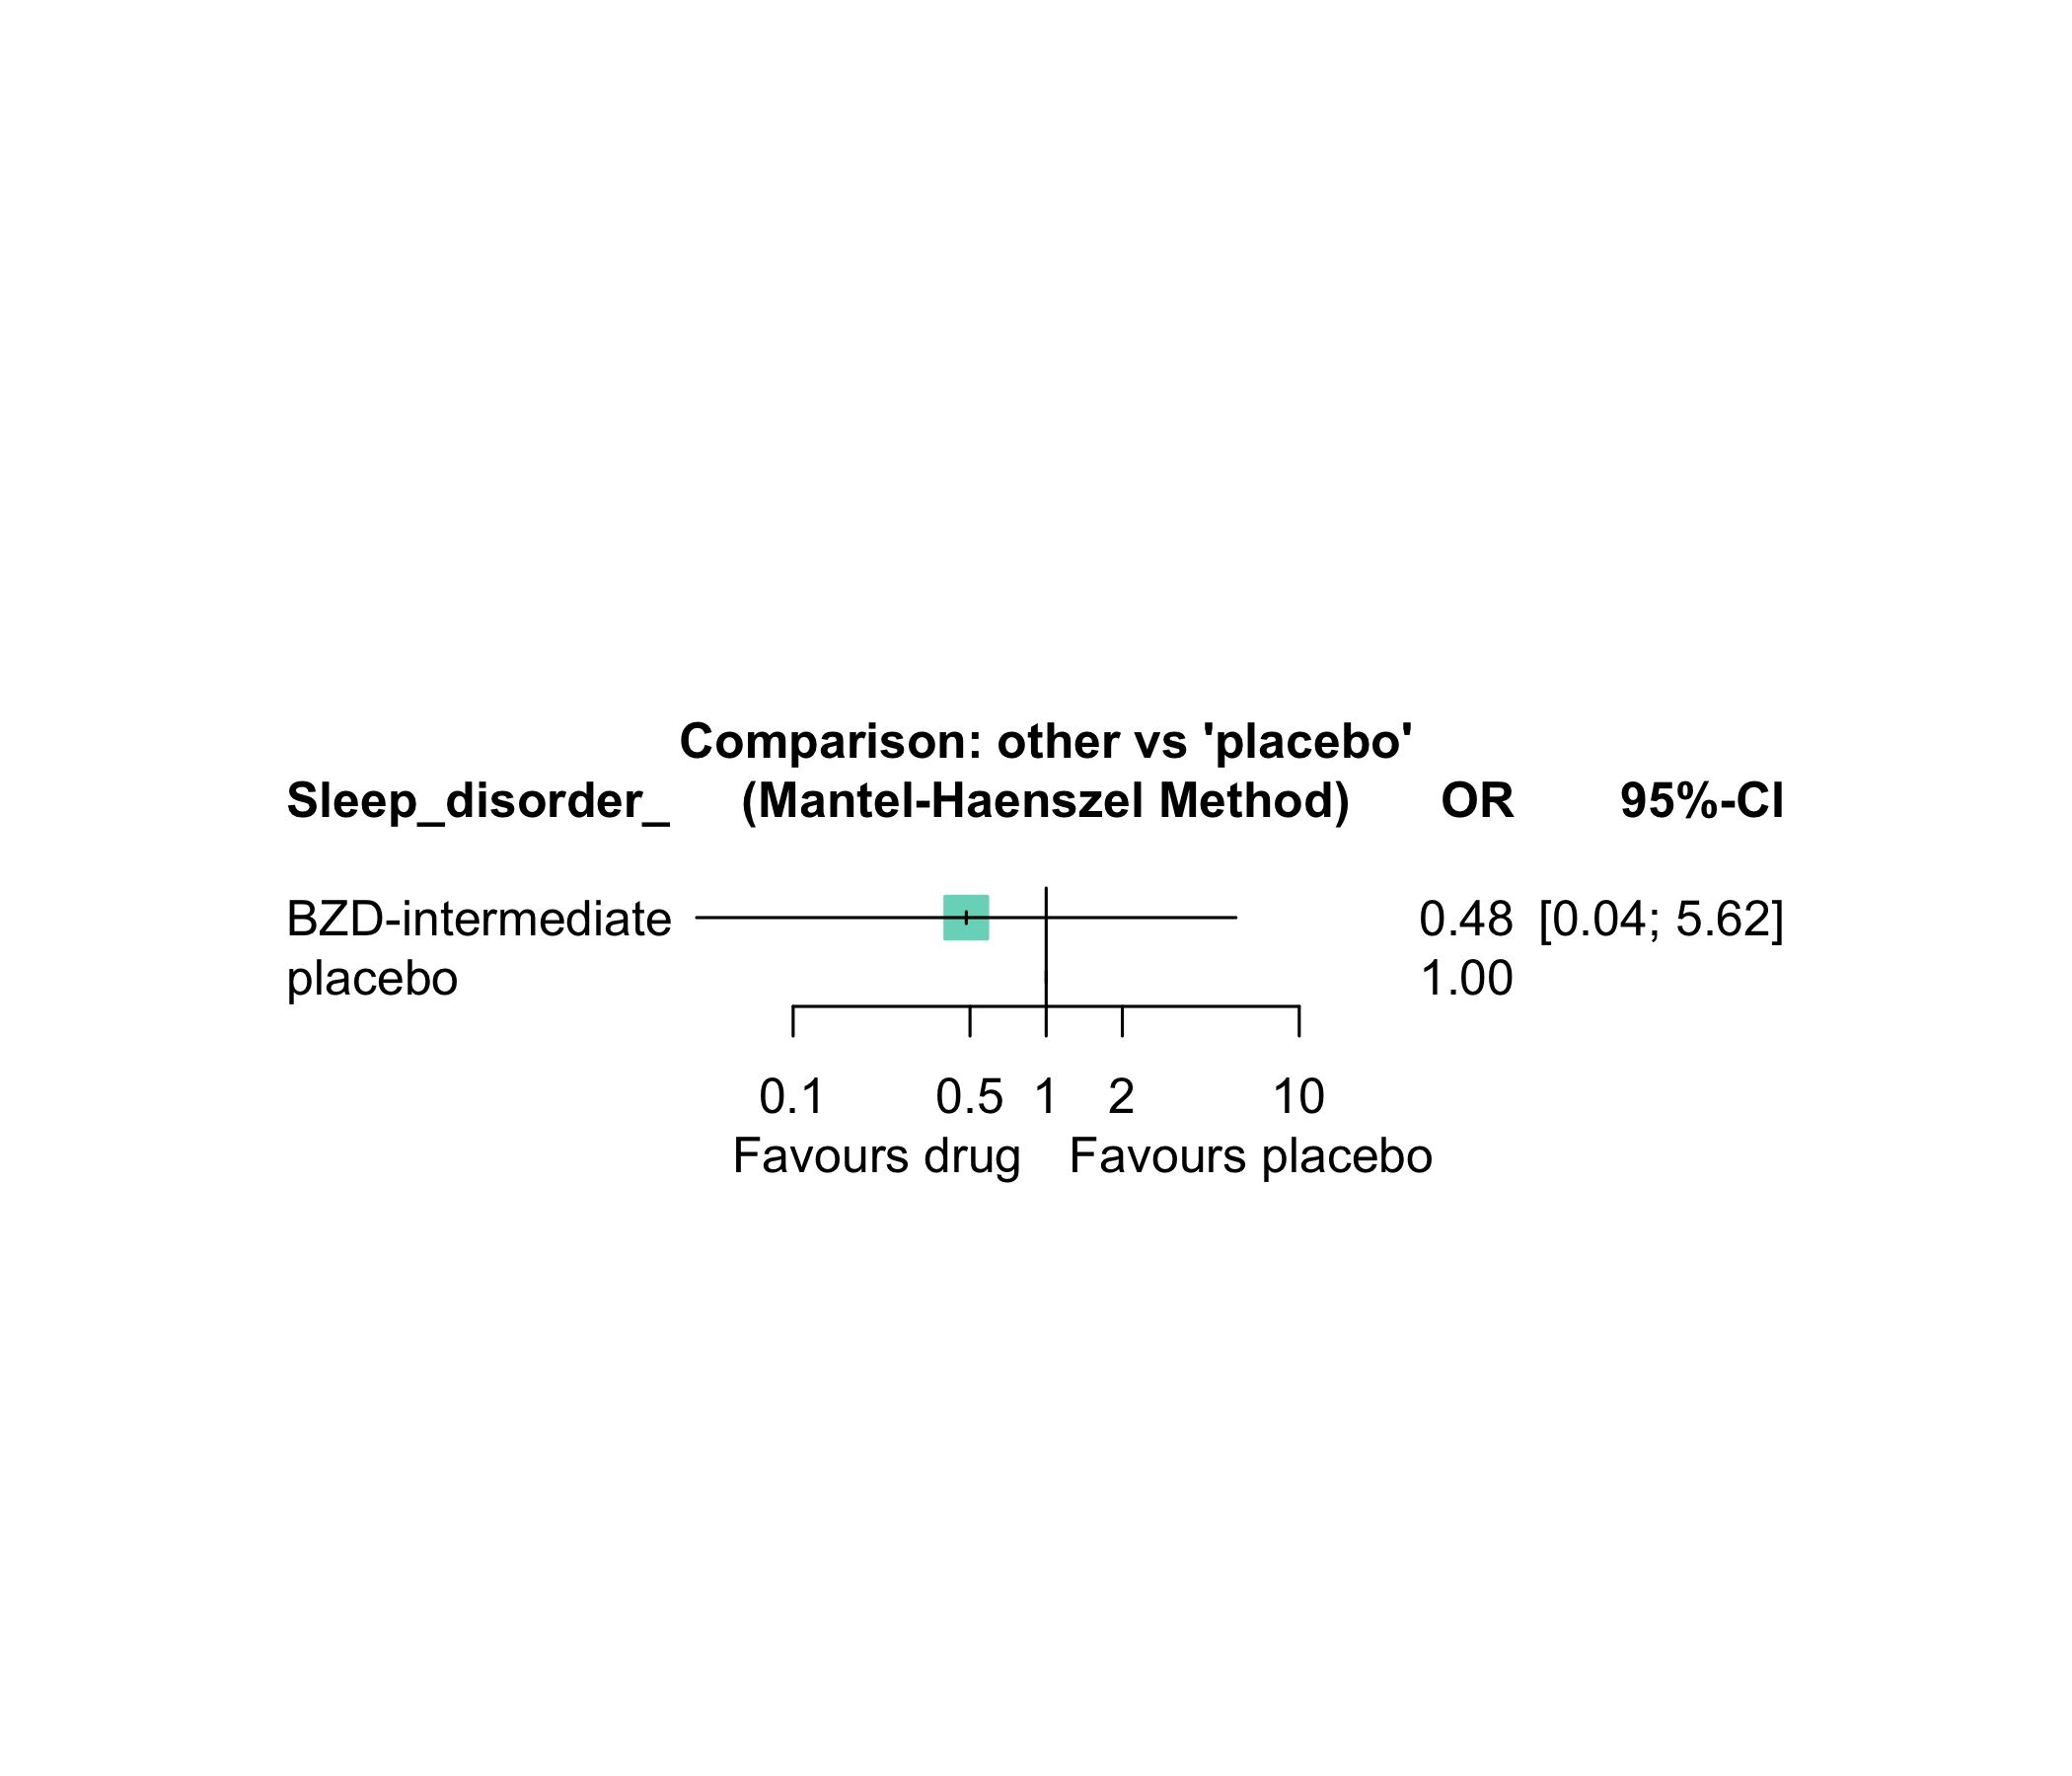 Comparison: other vs 'placebo'
Sleep_disorder_ (Mantel-Haenszel Method) OR 95%-CI
BZD-intermediate 0.48 [0.04; 5.62]
placebo 1.00
0.1 0.5 1 2 10
Favours drug Favours placebo